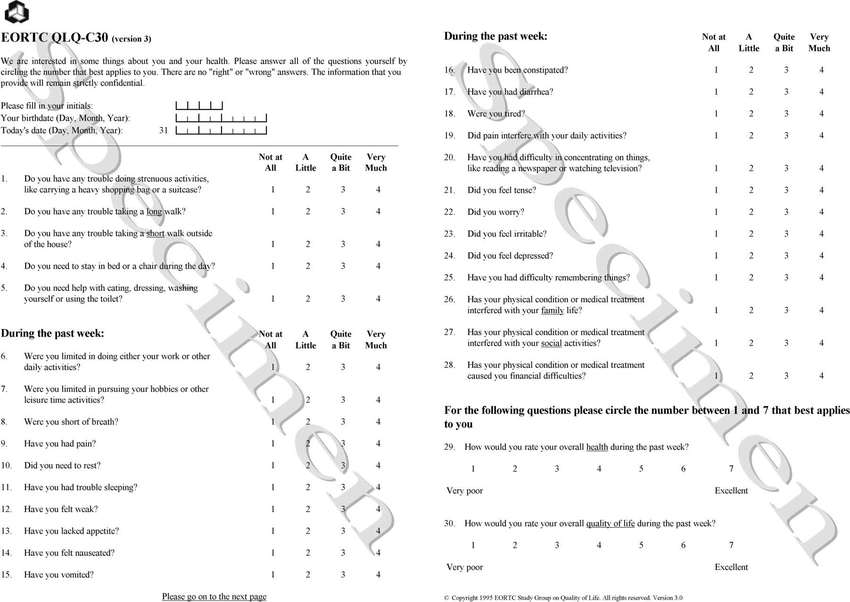 EORTC QLQ-C30 (version 3)
We are interested in some things about you and your health. Please answer all of the questions yourself by
circling the number that best applies to you. There are no "right" or "wrong" answers. The information that you
provide will remain strictly confidential.
Please fill in your initials:
Your birthdate (Day, Month, Year):
Today's date (Day, Month, Year): 31
Not at A Quite Very
All Little a Bit Much
1. Do you have any trouble doing strenuous activities,
like carrying a heavy shopping bag or a suitcase? 1 2 3 4
2. Do you have any trouble taking a long walk? 1 2 3 4
3. Do you have any trouble taking a short walk outside
of the house? 1 2 3 4
4. Do you need to stay in bed or a chair during the day? 1 2 3 4
5. Do you need help with eating, dressing, washing
yourself or using the toilet? 1 2 3 4
During the past week: Not at A Quite Very
All Little a Bit Much
6. Were you limited in doing either your work or other
daily activities? 1 2 3 4
7. Were you limited in pursuing your hobbies or other
leisure time activities? 1 2 3 4
8. Were you short of breath? 1 2 3 4
9. Have you had pain? 1 2 3 4
10. Did you need to rest? 1 2 3 4
11. Have you had trouble sleeping? 1 2 3 4
12. Have you felt weak? 1 2 3 4
13. Have you lacked appetite? 1 2 3 4
14. Have you felt nauseated? 1 2 3 4
15. Have you vomited? 1 2 3 4
Please go on to the next page
Specimen
During the past week: Not at A Quite Very
All Little a Bit Much
16. Have you been constipated? 1 2 3 4
17. Have you had diarrhea? 1 2 3 4
18. Were you tired? 1 2 3 4
19. Did pain interfere with your daily activities? 1 2 3 4
20. Have you had difficulty in concentrating on things,
like reading a newspaper or watching television? 1 2 3 4
21. Did you feel tense? 1 2 3 4
22. Did you worry? 1 2 3 4
23. Did you feel irritable? 1 2 3 4
24. Did you feel depressed? 1 2 3 4
25. Have you had difficulty remembering things? 1 2 3 4
26. Has your physical condition or medical treatment
interfered with your family life? 1 2 3 4
27. Has your physical condition or medical treatment
interfered with your social activities? 1 2 3 4
28. Has your physical condition or medical treatment
caused you financial difficulties? 1 2 3 4
For the following questions please circle the number between 1 and 7 that best applies
to you
29. How would you rate your overall health during the past week?
1 2 3 4 5 6 7
Very poor Excellent
30. How would you rate your overall quality of life during the past week?
1 2 3 4 5 6 7
Very poor Excellent
© Copyright 1995 EORTC Study Group on Quality of Life. All rights reserved. Version 3.0
Specimen